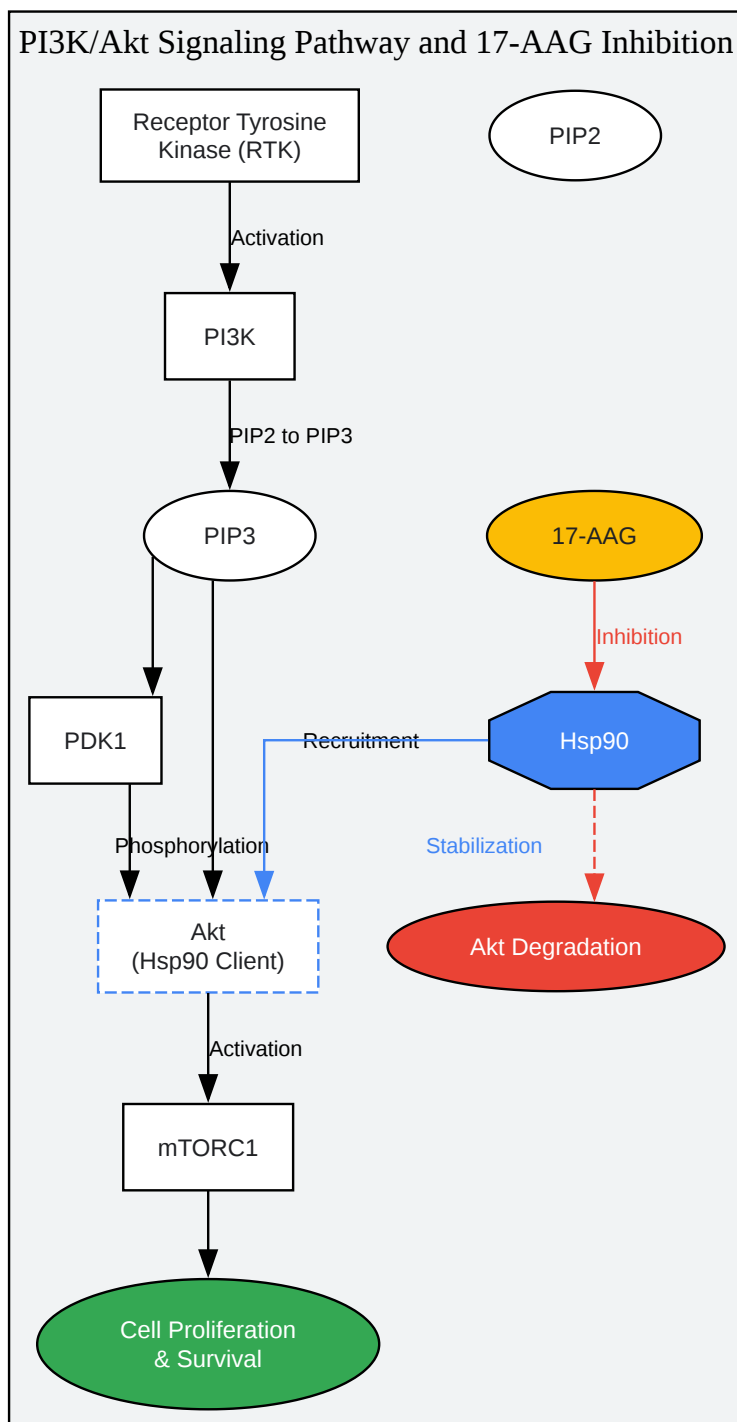 PI3K/Akt Signaling Pathway and 17-AAG Inhibition
Receptor Tyrosine
Kinase (RTK)
PIP2
Activation
PI3K
PIP2 to PIP3
PIP3
17-AAG
Inhibition
PDK1
Recruitment
Hsp90
Phosphorylation
Stabilization
Akt
(Hsp90 Client)
Akt Degradation
Activation
mTORC1
Cell Proliferation
& Survival